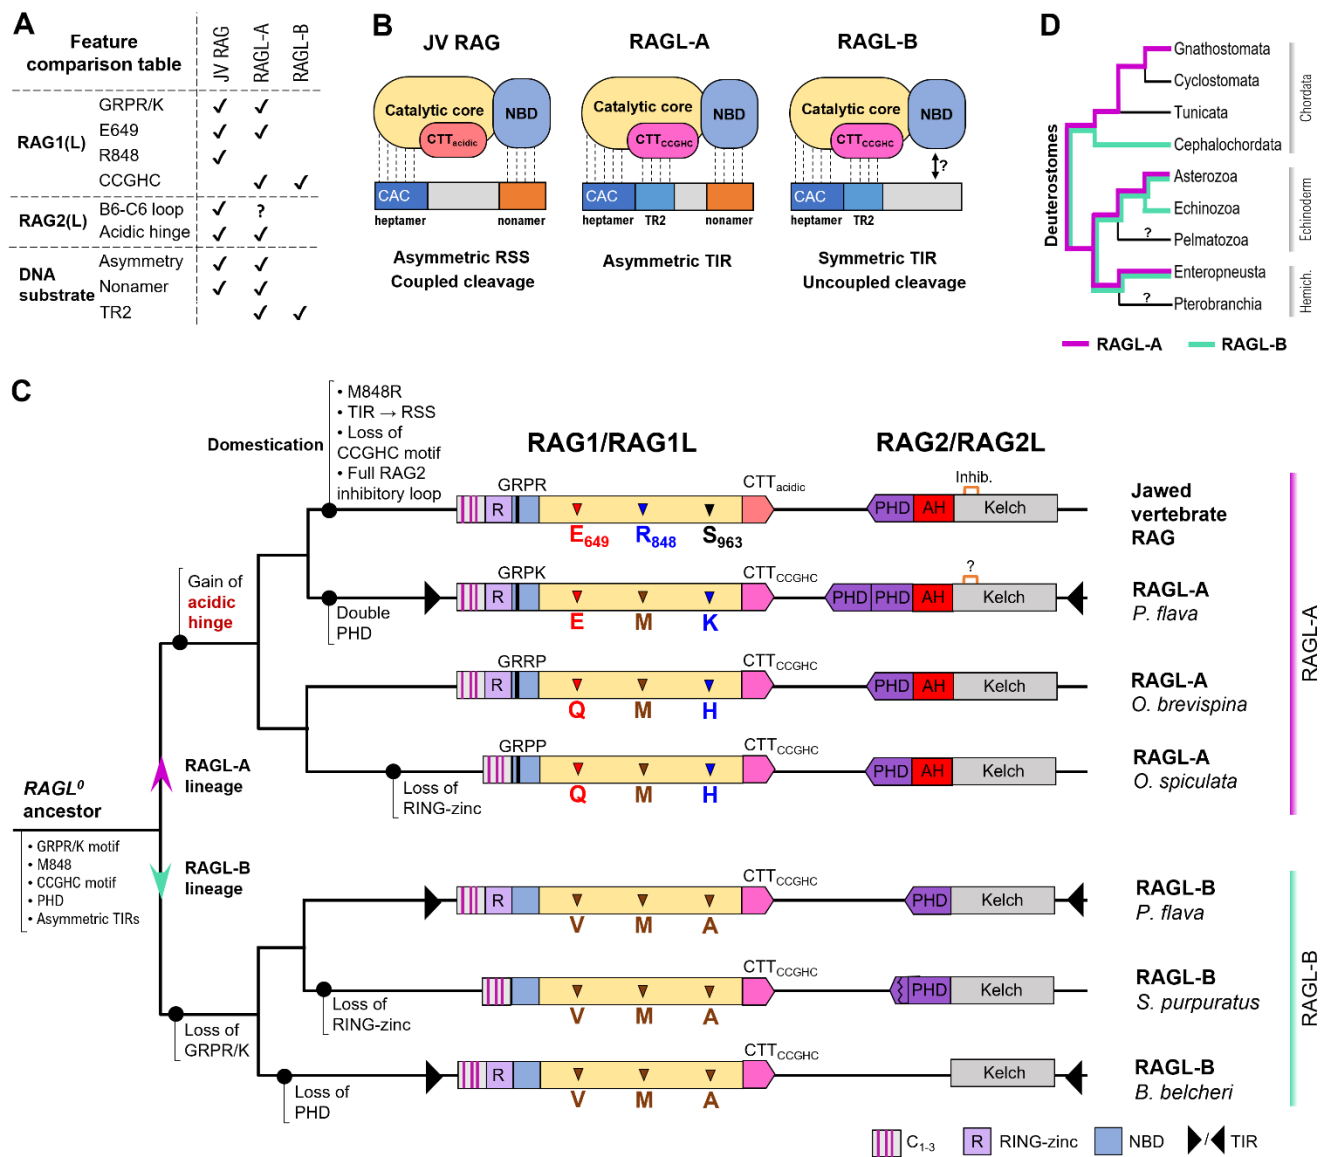 A
Feature
comparison table
JV RAG
RAGL-A
RAGL-B
RAG1(L)
GRPR/K ✓ ✓
E649 ✓ ✓
R848 ✓
CCGHC ✓ ✓
RAG2(L)
B6-C6 loop ✓ ?
Acidic hinge ✓ ✓
DNA
substrate
Asymmetry ✓ ✓
Nonamer ✓ ✓
TR2 ✓ ✓
B
JV RAG
Catalytic core
NBD
CTTacidic
CAC
heptamer
nonamer
Asymmetric RSS
Coupled cleavage
RAGL-A
Catalytic core
NBD
CTTCCGHC
CAC
heptamer
TR2
nonamer
Asymmetric TIR
RAGL-B
Catalytic core
NBD
CTTCCGHC
?
CAC
heptamer
TR2
Symmetric TIR
Uncoupled cleavage
D
Deuterostomes
Gnathostomata
Cyclostomata
Tunicata
Cephalochordata
Chordata
Asterozoa
Echinozoa
? Pelmatozoa
Echinoderm
Enteropneusta
? Pterobranchia
Hemich.
RAGL-A
RAGL-B
C
Domestication
• M848R
• TIR → RSS
• Loss of
CCGHC motif
• Full RAG2
inhibitory loop
RAG1/RAG1L
RAG2/RAG2L
Gain of
acidic
hinge
Double
PHD
Loss of
RING-zinc
RAGL⁰
ancestor
• GRPR/K motif
• M848
• CCGHC motif
• PHD
• Asymmetric TIRs
RAGL-A
lineage
RAGL-B
lineage
Loss of
GRPR/K
Loss of
RING-zinc
Loss of
PHD
GRPR
CTTacidic
Inhib.
R
PHD AH Kelch
E649 R848 S963
Jawed
vertebrate
RAG
GRPK
CTTCCGHC
?
R
PHD PHD AH Kelch
E M K
RAGL-A
P. flava
GRRP
CTTCCGHC
R
PHD AH Kelch
Q M H
RAGL-A
O. brevispina
GRPP
CTTCCGHC
PHD AH Kelch
Q M H
RAGL-A
O. spiculata
RAGL-A
CTTCCGHC
R
PHD Kelch
V M A
RAGL-B
P. flava
CTTCCGHC
PHD Kelch
V M A
RAGL-B
S. purpuratus
CTTCCGHC
R
Kelch
V M A
RAGL-B
B. belcheri
RAGL-B
C1-3
R RING-zinc
NBD
/ TIR